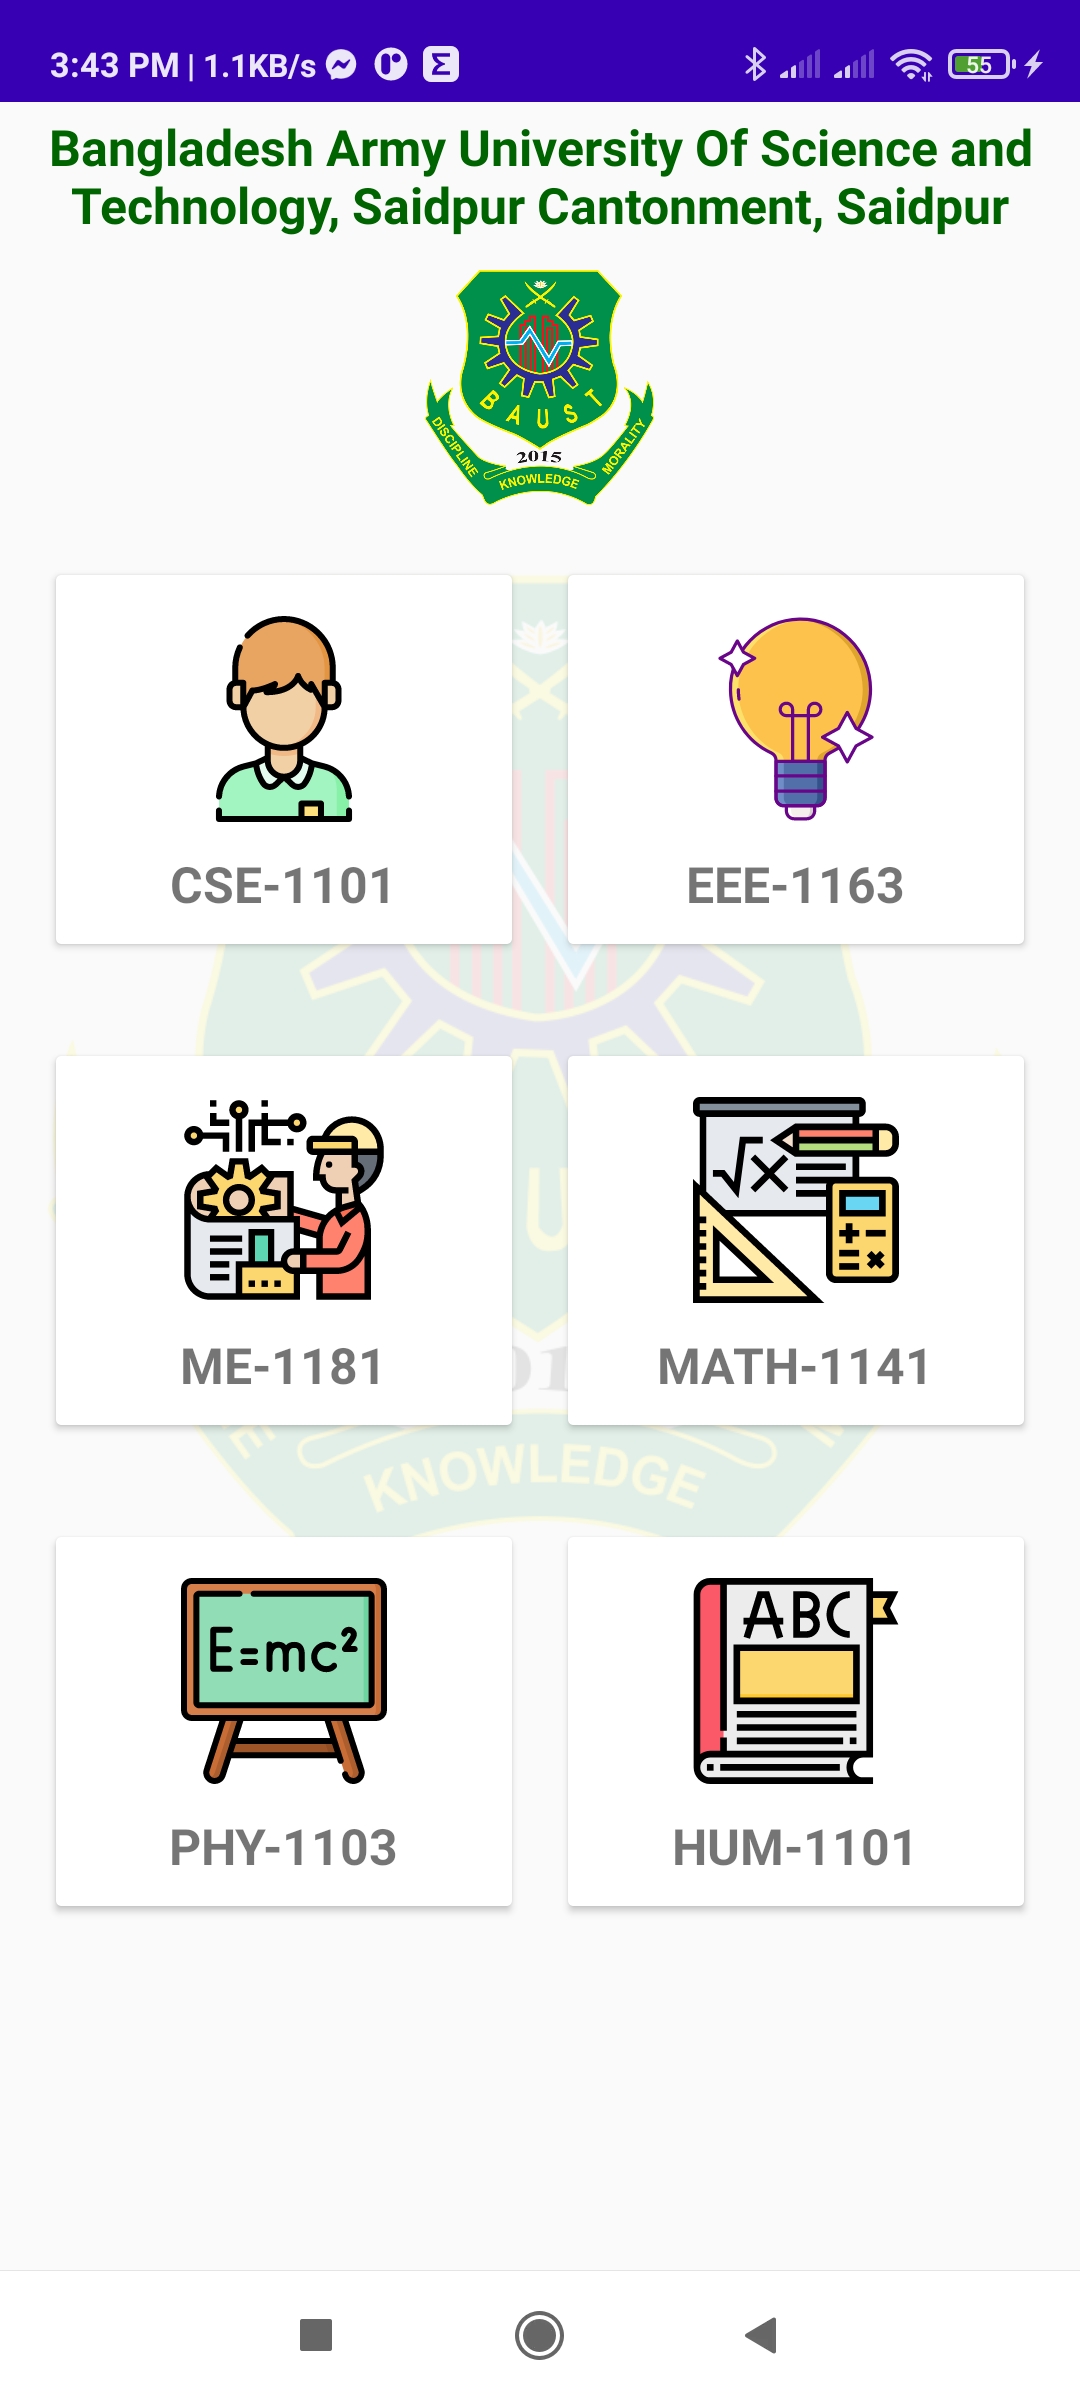 3:43 PM | 1.1KB/s
55
Bangladesh Army University Of Science and
Technology, Saidpur Cantonment, Saidpur
BAUST
2015
DISCIPLINE
KNOWLEDGE
MORALITY
CSE-1101
EEE-1163
ME-1181
MATH-1141
KNOWLEDGE
E=mc²
ABC
PHY-1103
HUM-1101